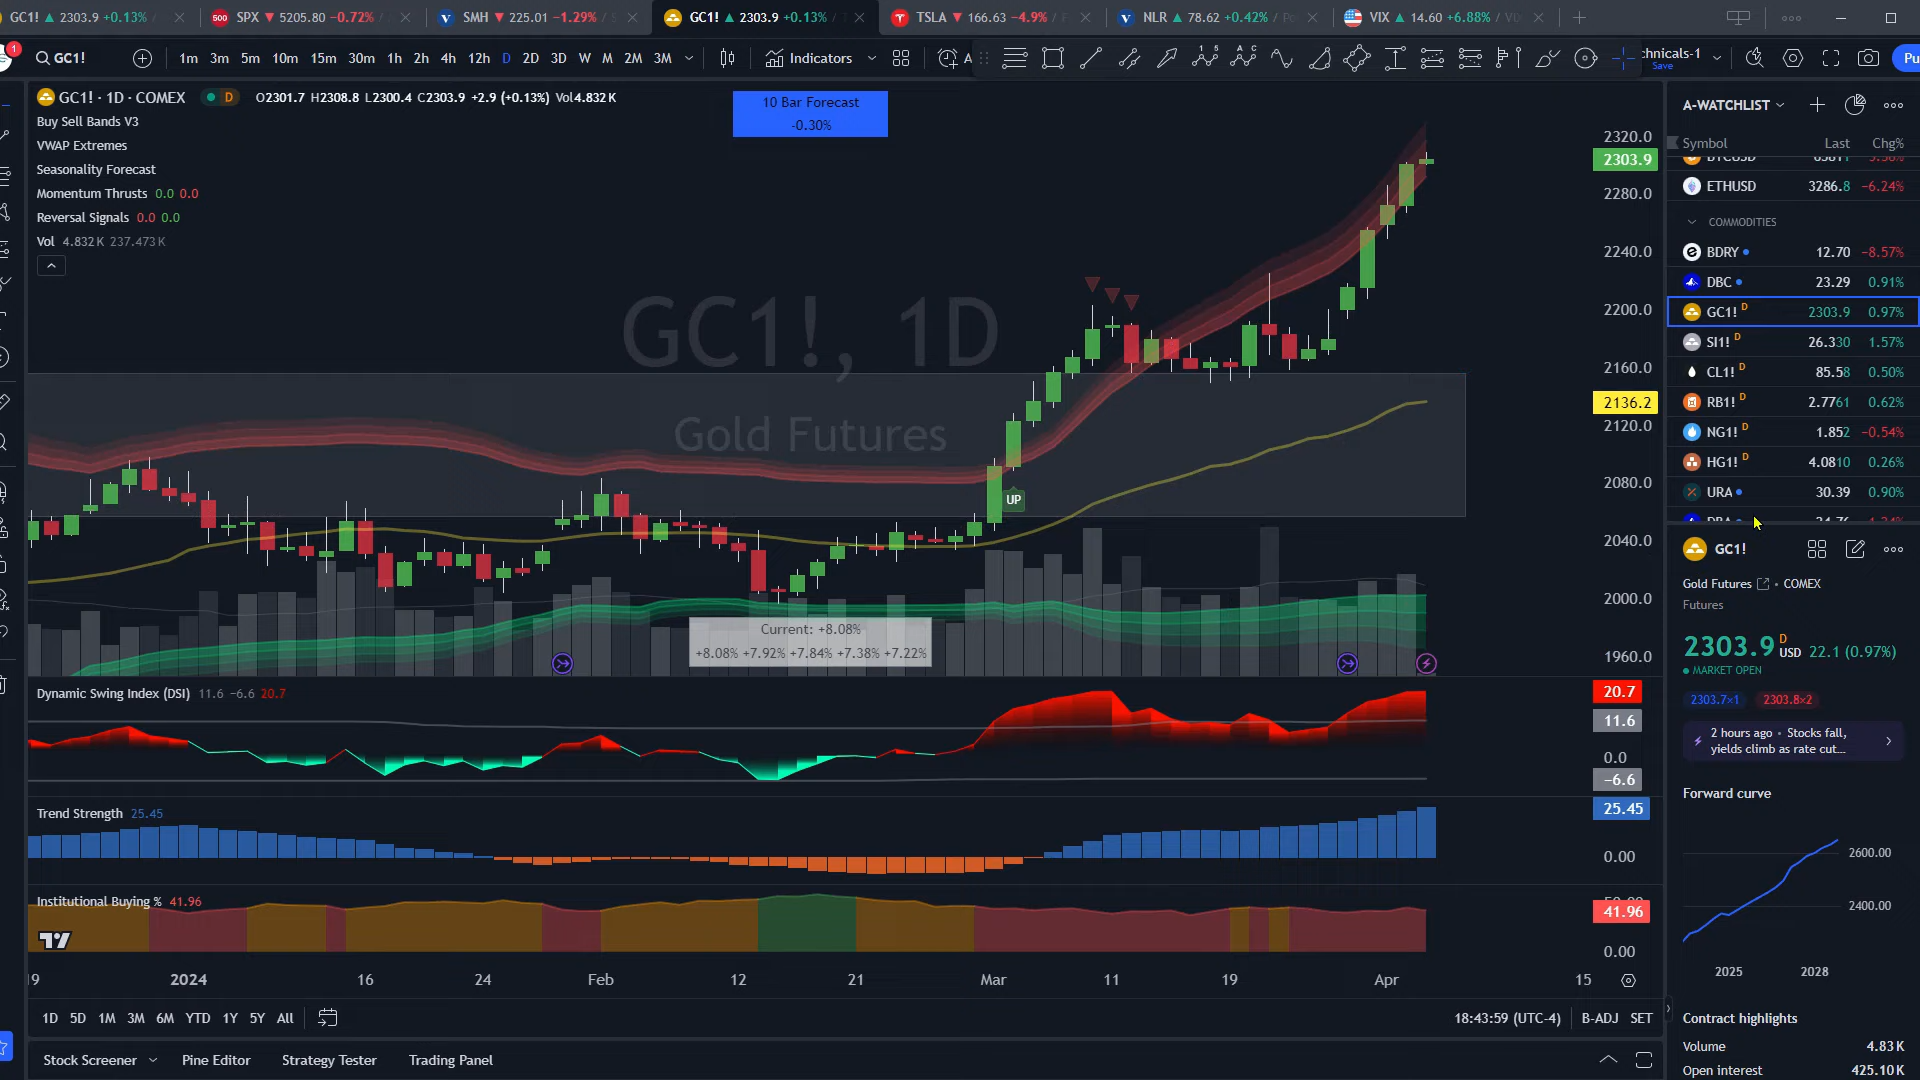 GC1! ▲ 2303.9 +0.13%
SPX ▼ 5205.80 −0.72%
SMH ▼ 225.01 −1.29%
GC1! ▲ 2303.9 +0.13%
TSLA ▼ 166.63 −4.9%
NLR ▲ 78.62 +0.42%
VIX ▲ 14.60 +6.88%
1
GC1!
1m 3m 5m 10m 15m 30m 1h 2h 4h 12h D 2D 3D W M 2M 3M
Indicators
chnicals-1
Save
Pu
GC1! · 1D · COMEX D O2301.7 H2308.8 L2300.4 C2303.9 +2.9 (+0.13%) Vol4.832K
Buy Sell Bands V3
VWAP Extremes
Seasonality Forecast
Momentum Thrusts 0.0 0.0
Reversal Signals 0.0 0.0
Vol 4.832K 237.473K
10 Bar Forecast
-0.30%
GC1!, 1D
Gold Futures
UP
Current: +8.08%
+8.08% +7.92% +7.84% +7.38% +7.22%
2320.0
2303.9
2280.0
2240.0
2200.0
2160.0
2136.2
2120.0
2080.0
2040.0
2000.0
1960.0
Dynamic Swing Index (DSI) 11.6 −6.6 20.7
20.7
11.6
0.0
−6.6
Trend Strength 25.45
25.45
0.00
Institutional Buying % 41.96
41.96
0.00
19 2024 16 24 Feb 12 21 Mar 11 19 Apr 15
1D 5D 1M 3M 6M YTD 1Y 5Y All
18:43:59 (UTC-4) B-ADJ SET
Stock Screener Pine Editor Strategy Tester Trading Panel
A-WATCHLIST
Symbol Last Chg%
ETHUSD 3286.8 −6.24%
COMMODITIES
BDRY 12.70 −8.57%
DBC 23.29 0.91%
GC1! D 2303.9 0.97%
SI1! D 26.330 1.57%
CL1! D 85.58 0.50%
RB1! D 2.7761 0.62%
NG1! D 1.852 −0.54%
HG1! D 4.0810 0.26%
URA 30.39 0.90%
GC1!
Gold Futures • COMEX
Futures
2303.9 D USD 22.1 (0.97%)
MARKET OPEN
2303.7×1 2303.8×2
2 hours ago • Stocks fall,
yields climb as rate cut...
Forward curve
2600.00
2400.00
2025 2028
Contract highlights
Volume 4.83K
Open interest 425.10K